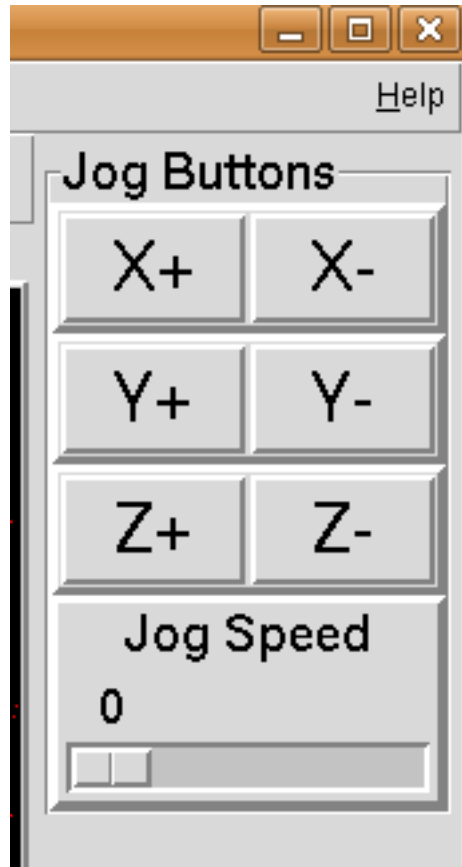 Help
Jog Buttons
X+ X-
Y+ Y-
Z+ Z-
Jog Speed
0